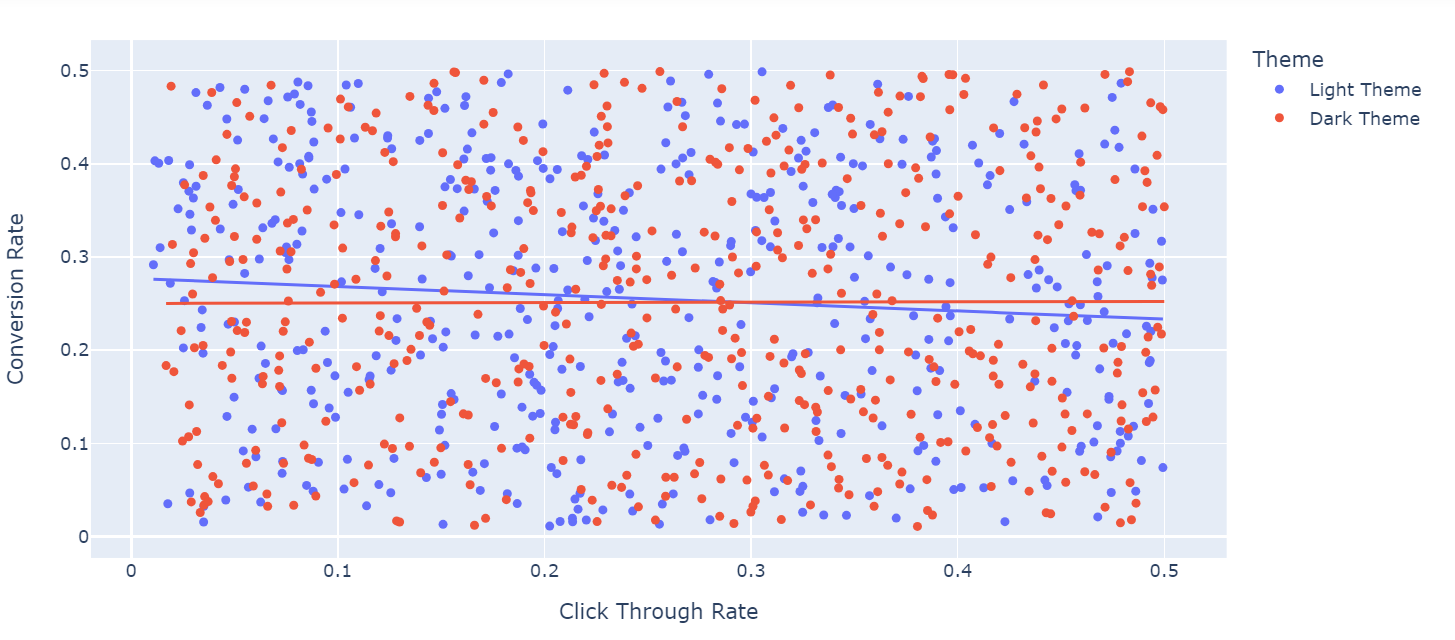 Theme
Light Theme
Dark Theme
Conversion Rate
0.5
0.4
0.3
0.2
0.1
0
0 0.1 0.2 0.3 0.4 0.5
Click Through Rate